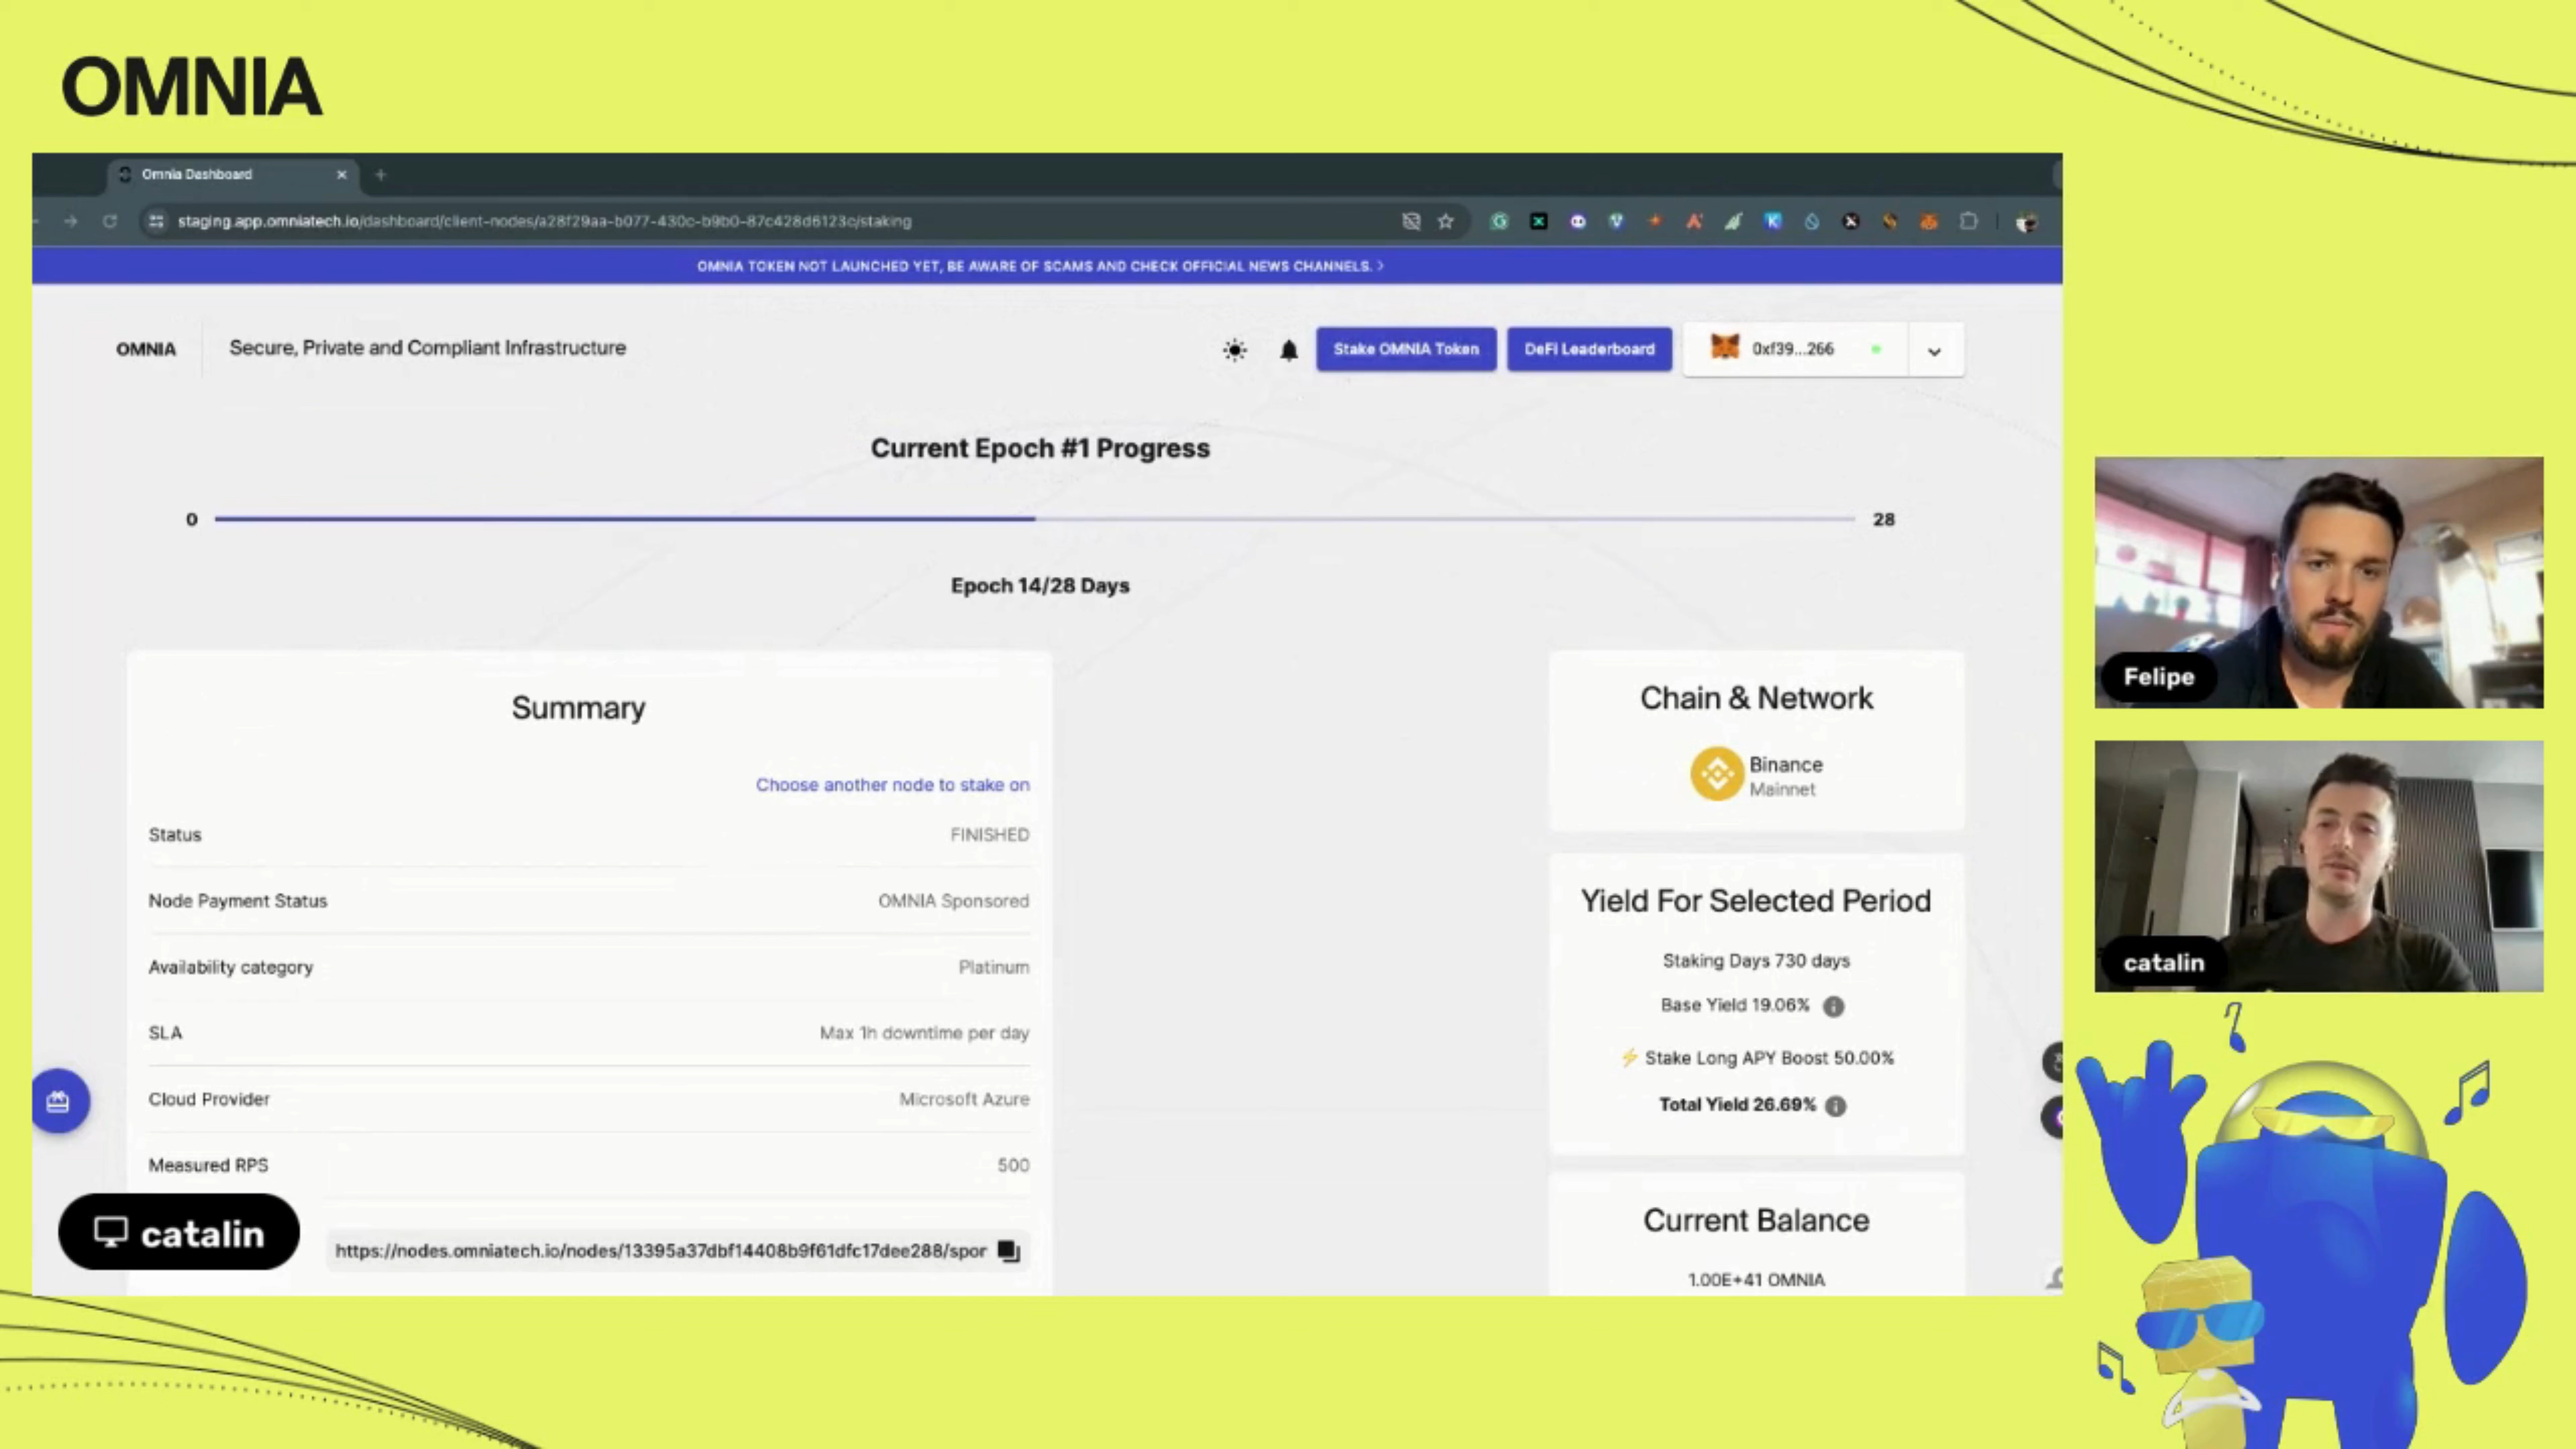 OMNIA
Omnia Dashboard
staging.app.omniatech.io/dashboard/client-nodes/a28f29aa-b077-430c-b9b0-87c428d6123c/staking
OMNIA TOKEN NOT LAUNCHED YET, BE AWARE OF SCAMS AND CHECK OFFICIAL NEWS CHANNELS. >
OMNIA
Secure, Private and Compliant Infrastructure
Stake OMNIA Token
DeFi Leaderboard
0xf39...266
Current Epoch #1 Progress
0
28
Epoch 14/28 Days
Summary
Choose another node to stake on
Status FINISHED
Node Payment Status OMNIA Sponsored
Availability category Platinum
SLA Max 1h downtime per day
Cloud Provider Microsoft Azure
Measured RPS 500
https://nodes.omniatech.io/nodes/13395a37dbf14408b9f61dfc17dee288/spor
Chain & Network
Binance
Mainnet
Yield For Selected Period
Staking Days 730 days
Base Yield 19.06%
⚡ Stake Long APY Boost 50.00%
Total Yield 26.69%
Current Balance
1.00E+41 OMNIA
catalin
Felipe
catalin